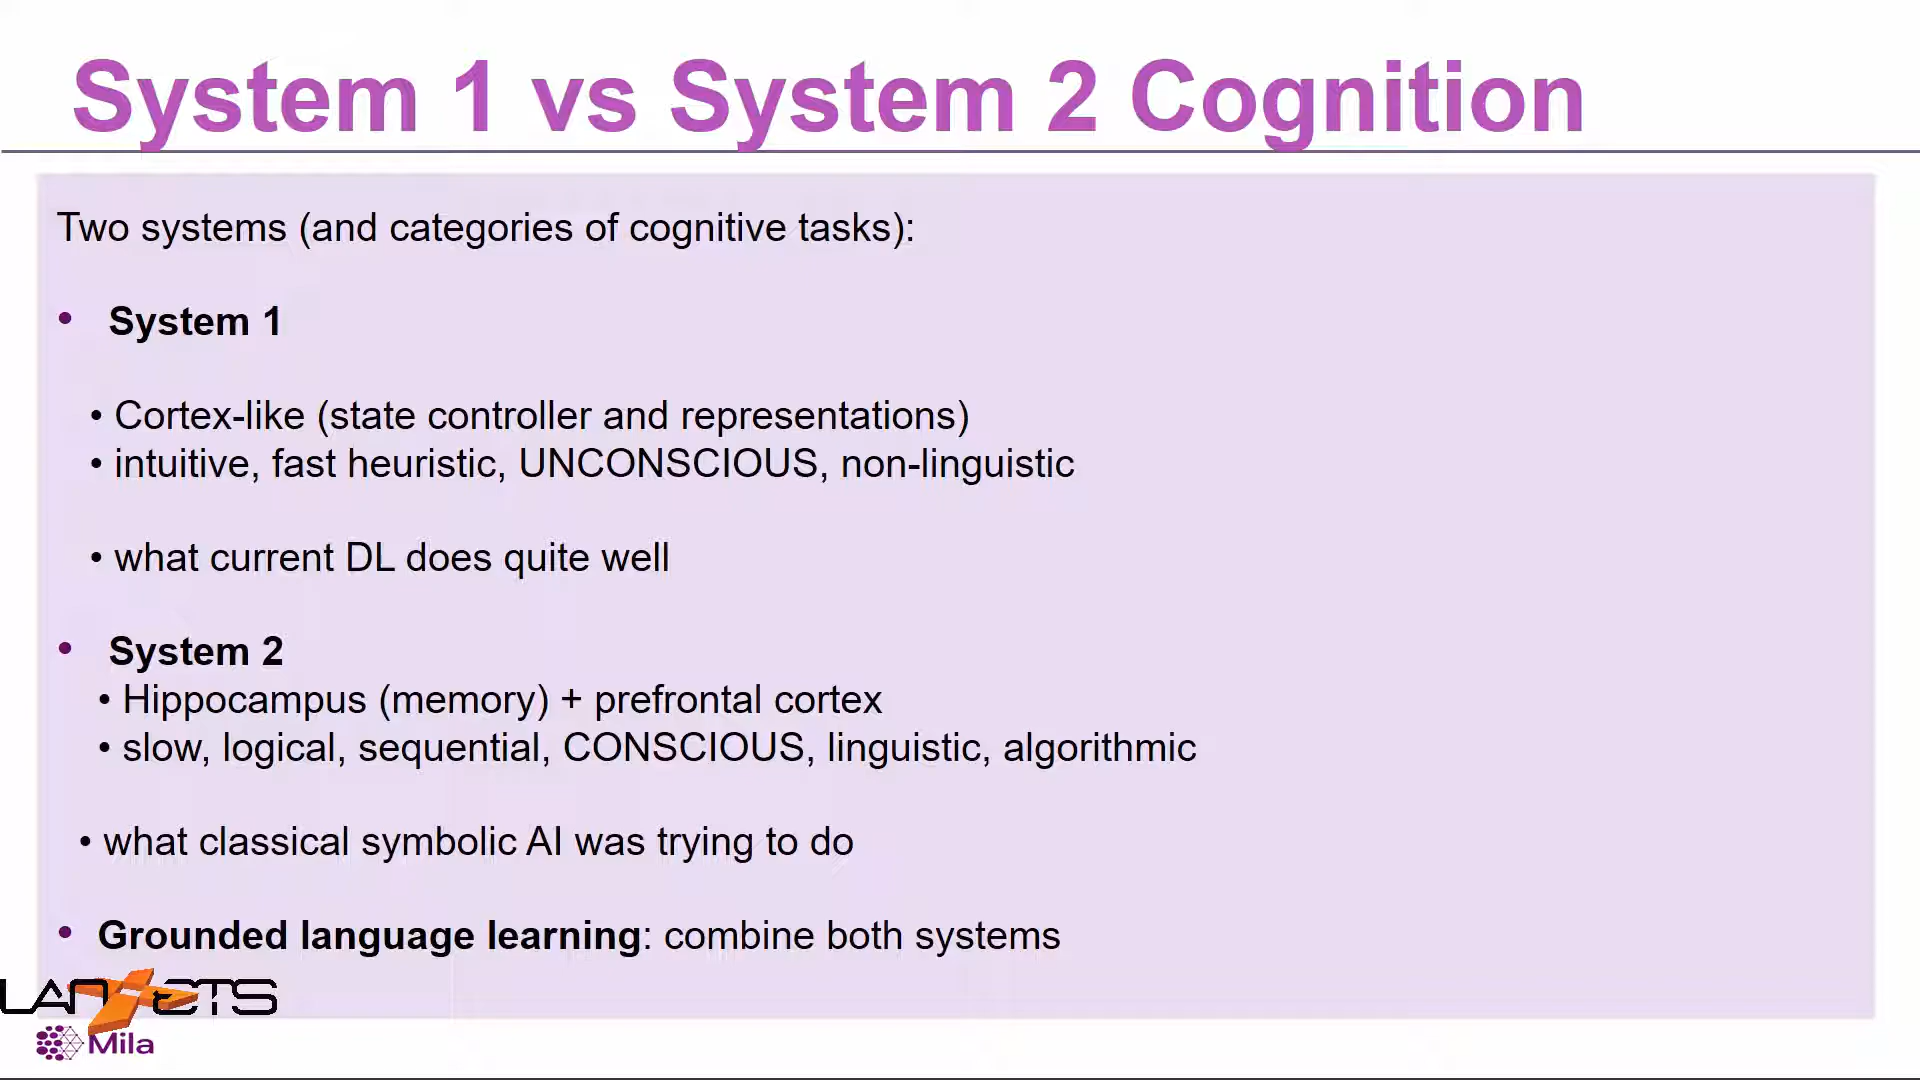 System 1 vs System 2 Cognition
Two systems (and categories of cognitive tasks):
• System 1
• Cortex-like (state controller and representations)
• intuitive, fast heuristic, UNCONSCIOUS, non-linguistic
• what current DL does quite well
• System 2
• Hippocampus (memory) + prefrontal cortex
• slow, logical, sequential, CONSCIOUS, linguistic, algorithmic
• what classical symbolic AI was trying to do
• Grounded language learning: combine both systems
Mila